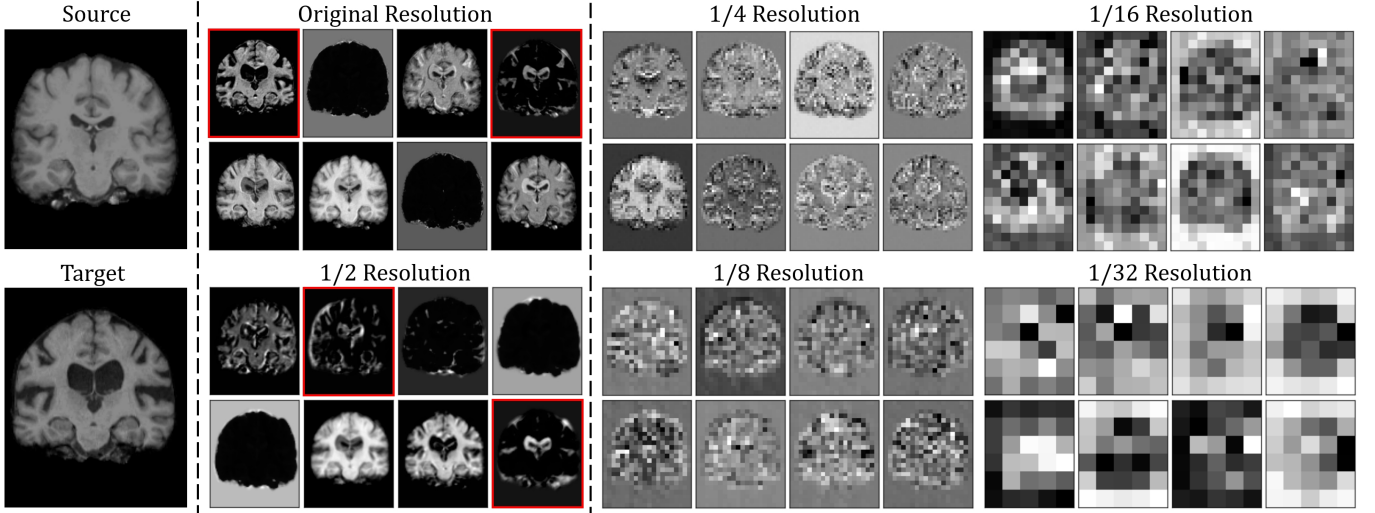 Source
Original Resolution
1/4 Resolution
1/16 Resolution
Target
1/2 Resolution
1/8 Resolution
1/32 Resolution